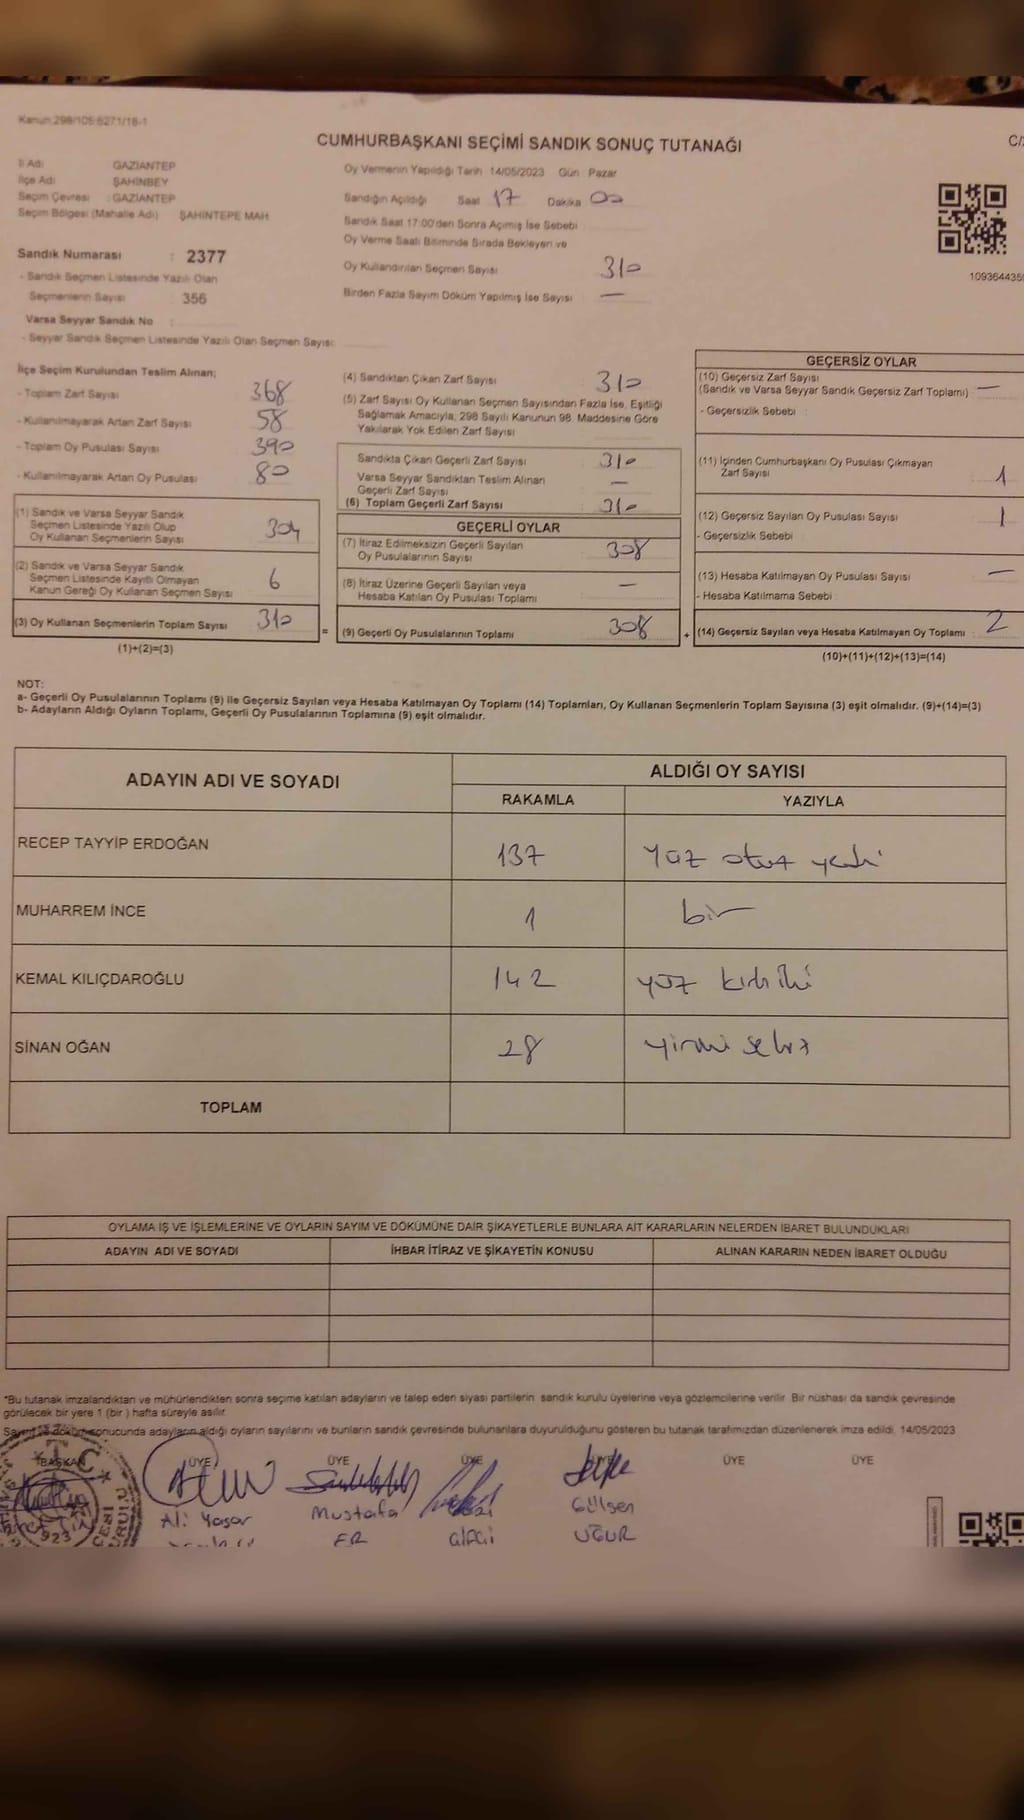 Kanun:298/105:6271/18-1
CUMHURBAŞKANI SEÇİMİ SANDIK SONUÇ TUTANAĞI
C/
İl Adı: GAZİANTEP
İlçe Adı ŞAHİNBEY
Seçim Çevresi : GAZİANTEP
Seçim Bölgesi (Mahalle Adı) ŞAHİNTEPE MAH
Oy Vermenin Yapıldığı Tarih 14/05/2023 Gün: Pazar
Sandığın Açıldığı Saat 17 Dakika 00
Sandık Saat 17:00'den Sonra Açımış İse Sebebi
Oy Verme Saati Bitiminde Sırada Bekleyen ve
Oy Kullandırılan Seçmen Sayısı 310
Birden Fazla Sayım Döküm Yapılmış İse Sayısı —
1093644350
Sandık Numarası : 2377
- Sandık Seçmen Listesinde Yazılı Olan
Seçmenlerin Sayısı : 356
Varsa Seyyar Sandık No :
- Seyyar Sandık Seçmen Listesinde Yazılı Olan Seçmen Sayısı:
İlçe Seçim Kurulundan Teslim Alınan;
- Toplam Zarf Sayısı 368
- Kullanılmayarak Artan Zarf Sayısı 58
- Toplam Oy Pusulası Sayısı 390
- Kullanılmayarak Artan Oy Pusulası 80
(1) Sandık ve Varsa Seyyar Sandık
Seçmen Listesinde Yazılı Olup
Oy Kullanan Seçmenlerin Sayısı 304
(2) Sandık ve Varsa Seyyar Sandık
Seçmen Listesinde Kayıtlı Olmayan
Kanun Gereği Oy Kullanan Seçmen Sayısı 6
(3) Oy Kullanan Seçmenlerin Toplam Sayısı 310
(1)+(2)=(3)
=
(4) Sandıktan Çıkan Zarf Sayısı 310
(5) Zarf Sayısı Oy Kullanan Seçmen Sayısından Fazla İse, Eşitliği
Sağlamak Amacıyla, 298 Sayılı Kanunun 98. Maddesine Göre
Yakılarak Yok Edilen Zarf Sayısı
Sandıkta Çıkan Geçerli Zarf Sayısı 310
Varsa Seyyar Sandıktan Teslim Alınan
Geçerli Zarf Sayısı —
(6) Toplam Geçerli Zarf Sayısı 310
GEÇERLİ OYLAR
(7) İtiraz Edilmeksizin Geçerli Sayılan
Oy Pusulalarının Sayısı 308
(8) İtiraz Üzerine Geçerli Sayılan veya
Hesaba Katılan Oy Pusulası Toplamı —
(9) Geçerli Oy Pusulalarının Toplamı 308
+
GEÇERSİZ OYLAR
(10) Geçersiz Zarf Sayısı
(Sandık ve Varsa Seyyar Sandık Geçersiz Zarf Toplamı) —
- Geçersizlik Sebebi :
(11) İçinden Cumhurbaşkanı Oy Pusulası Çıkmayan
Zarf Sayısı 1
(12) Geçersiz Sayılan Oy Pusulası Sayısı 1
- Geçersizlik Sebebi :
(13) Hesaba Katılmayan Oy Pusulası Sayısı —
- Hesaba Katılmama Sebebi :
(14) Geçersiz Sayılan veya Hesaba Katılmayan Oy Toplamı : 2
(10)+(11)+(12)+(13)=(14)
NOT:
a- Geçerli Oy Pusulalarının Toplamı (9) ile Geçersiz Sayılan veya Hesaba Katılmayan Oy Toplamı (14) Toplamları, Oy Kullanan Seçmenlerin Toplam Sayısına (3) eşit olmalıdır. (9)+(14)=(3)
b- Adayların Aldığı Oyların Toplamı, Geçerli Oy Pusulalarının Toplamına (9) eşit olmalıdır.
ADAYIN ADI VE SOYADI ALDIĞI OY SAYISI
RAKAMLA YAZIYLA
RECEP TAYYİP ERDOĞAN 137 yüz otuz yedi
MUHARREM İNCE 1 bir
KEMAL KILIÇDAROĞLU 142 yüz kırk iki
SİNAN OĞAN 28 yirmi sekiz
TOPLAM
OYLAMA İŞ VE İŞLEMLERİNE VE OYLARIN SAYIM VE DÖKÜMÜNE DAİR ŞİKAYETLERLE BUNLARA AİT KARARLARIN NELERDEN İBARET BULUNDUKLARI
ADAYIN ADI VE SOYADI İHBAR İTİRAZ VE ŞİKAYETİN KONUSU ALINAN KARARIN NEDEN İBARET OLDUĞU
*Bu tutanak imzalandıktan ve mühürlendikten sonra seçime katılan adayların ve talep eden siyasi partilerin sandık kurulu üyelerine veya gözlemcilerine verilir. Bir nüshası da sandık çevresinde
görülecek bir yere 1 (bir) hafta süreyle asılır.
Sayım ve döküm sonucunda adayların aldığı oyların sayılarını ve bunların sandık çevresinde bulunanlara duyurulduğunu gösteren bu tutanak tarafımızdan düzenlenerek imza edildi. 14/05/2023
BAŞKAN ÜYE ÜYE ÜYE ÜYE ÜYE ÜYE
T.C.
Ali Yaşar Mustafa Gülsen
ER UĞUR
923